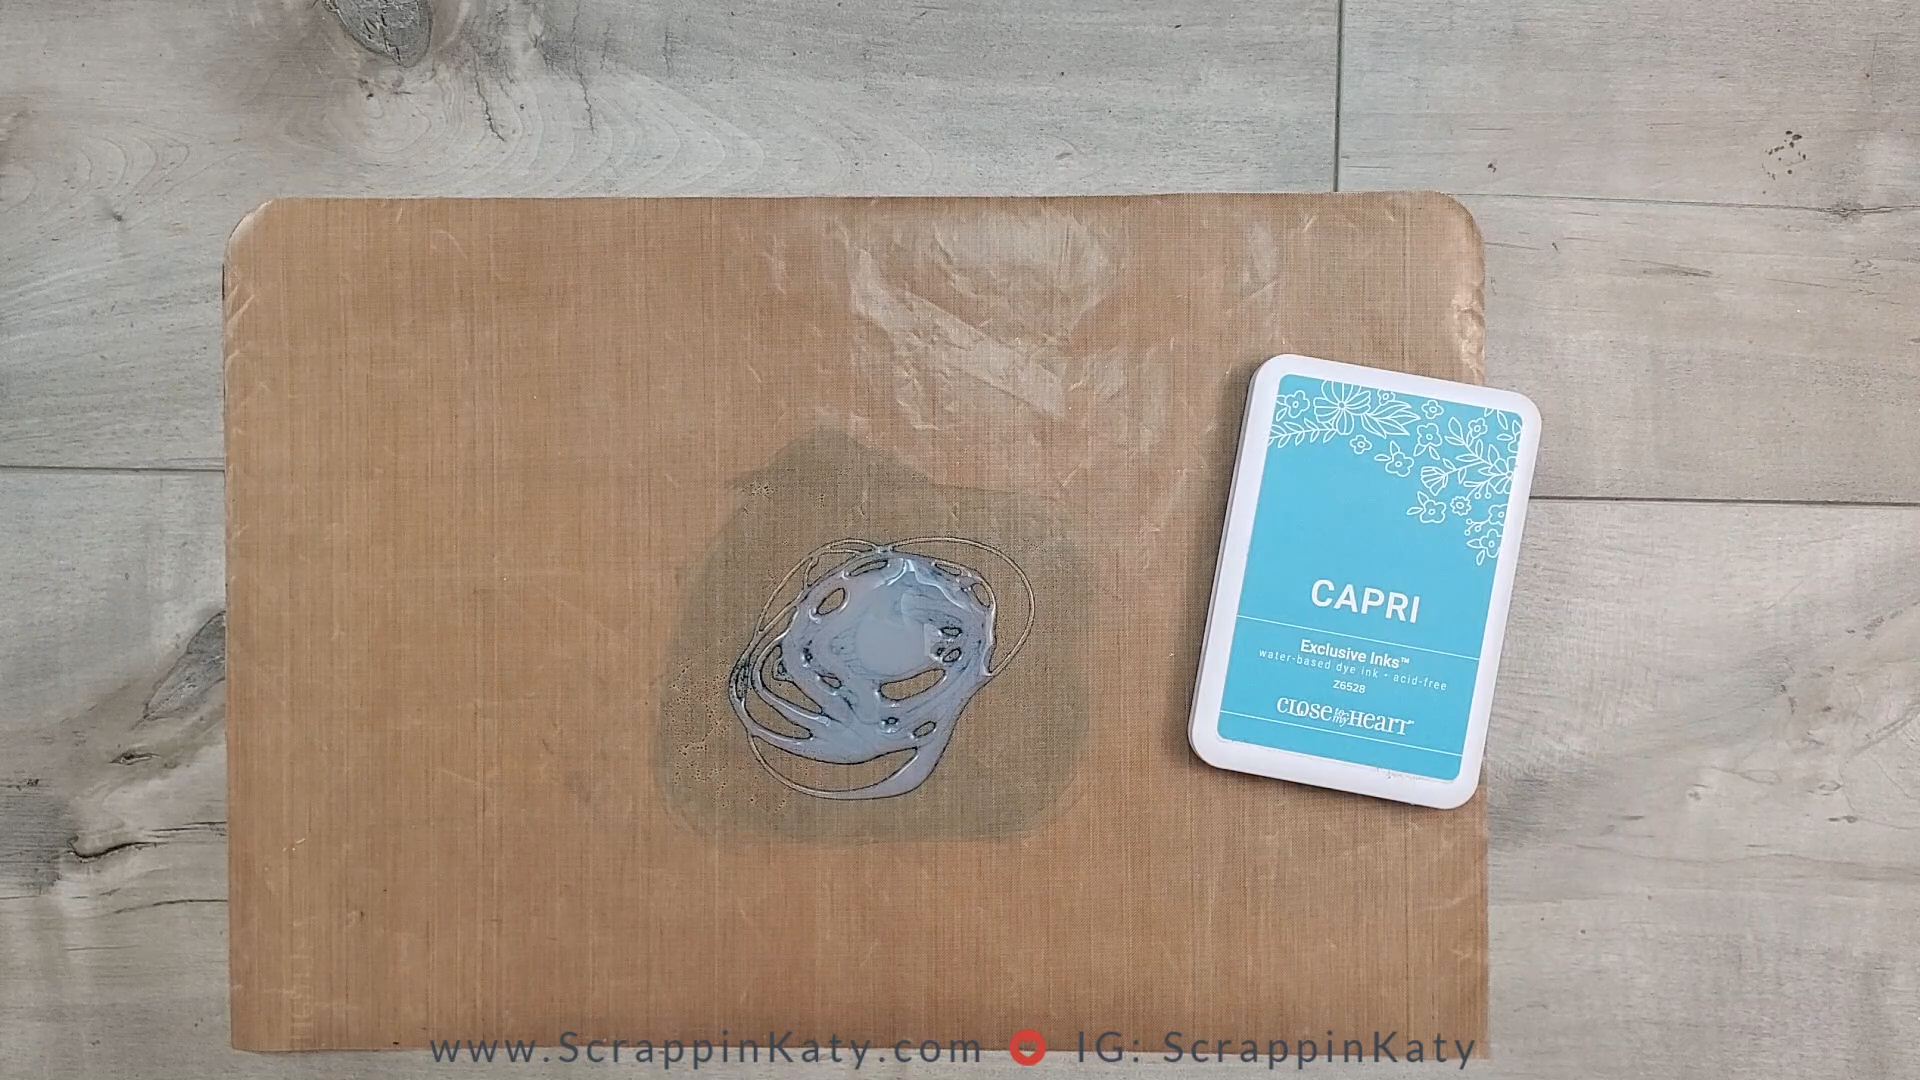 CAPRI
Exclusive Inks™
water-based dye ink • acid-free
Z6528
CLOSE to my HEART
www.ScrappinKaty.com IG: ScrappinKaty